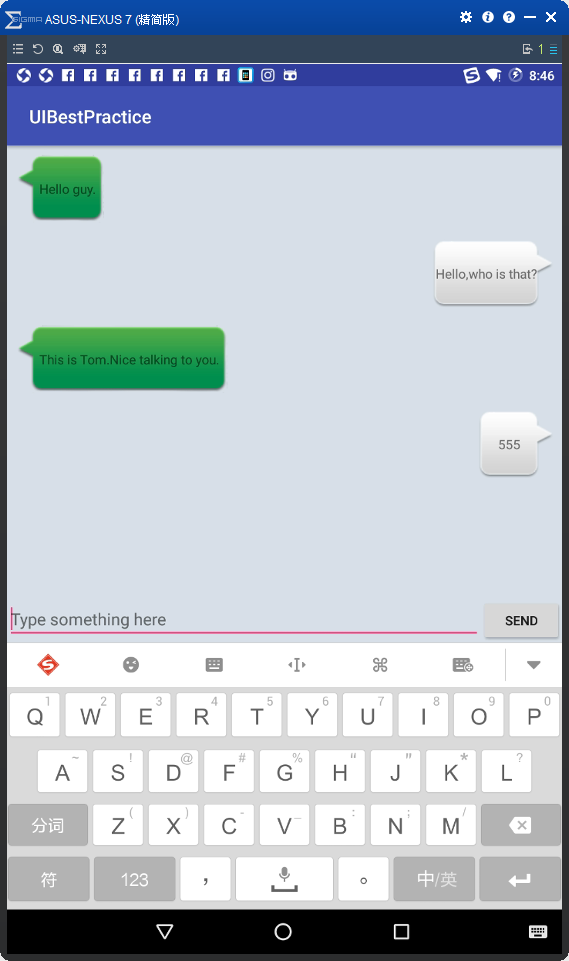 SIGMA ASUS-NEXUS 7 (精简版)
1
8:46
UIBestPractice
Hello guy.
Hello,who is that?
This is Tom.Nice talking to you.
555
Type something here SEND
1 2 3 4 5 6 7 8 9 0
Q W E R T Y U I O P
~ ! @ # % “ ” * ?
A S D F G H J K L
( ) - _ : ; /
分词 Z X C V B N M
符 123 , 。 中/英